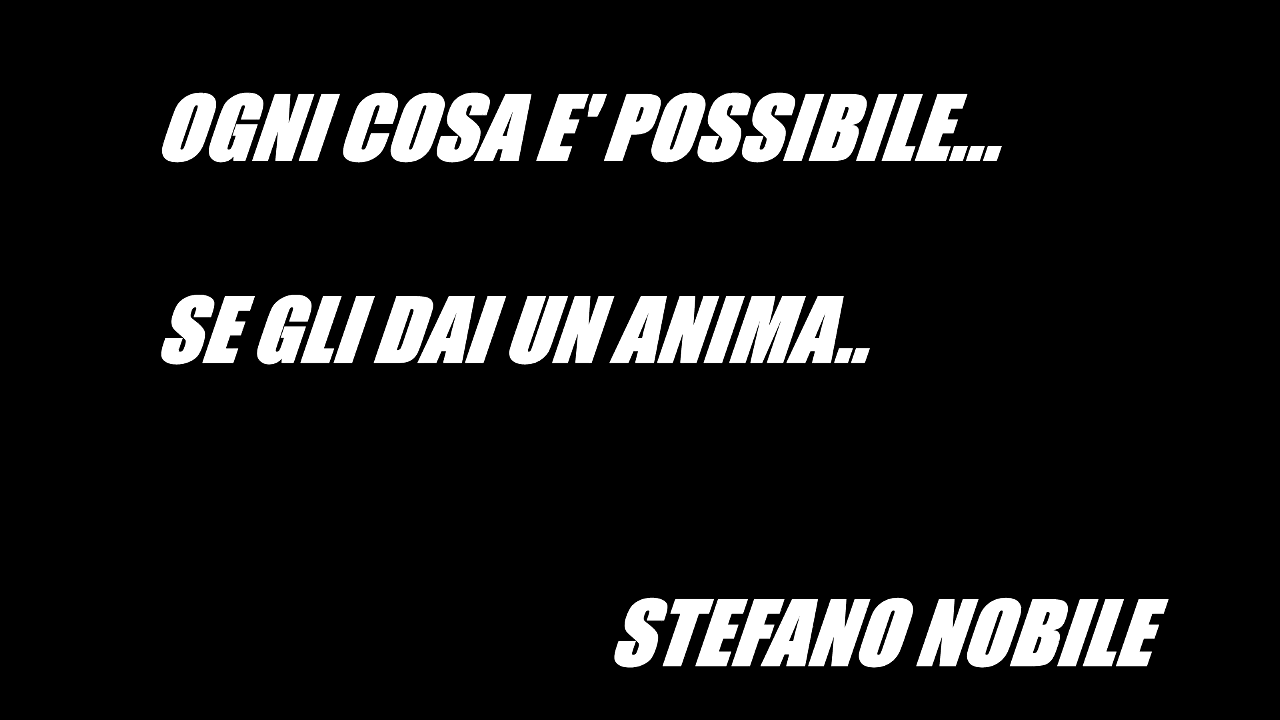 OGNI COSA E' POSSIBILE...
SE GLI DAI UN ANIMA..
STEFANO NOBILE